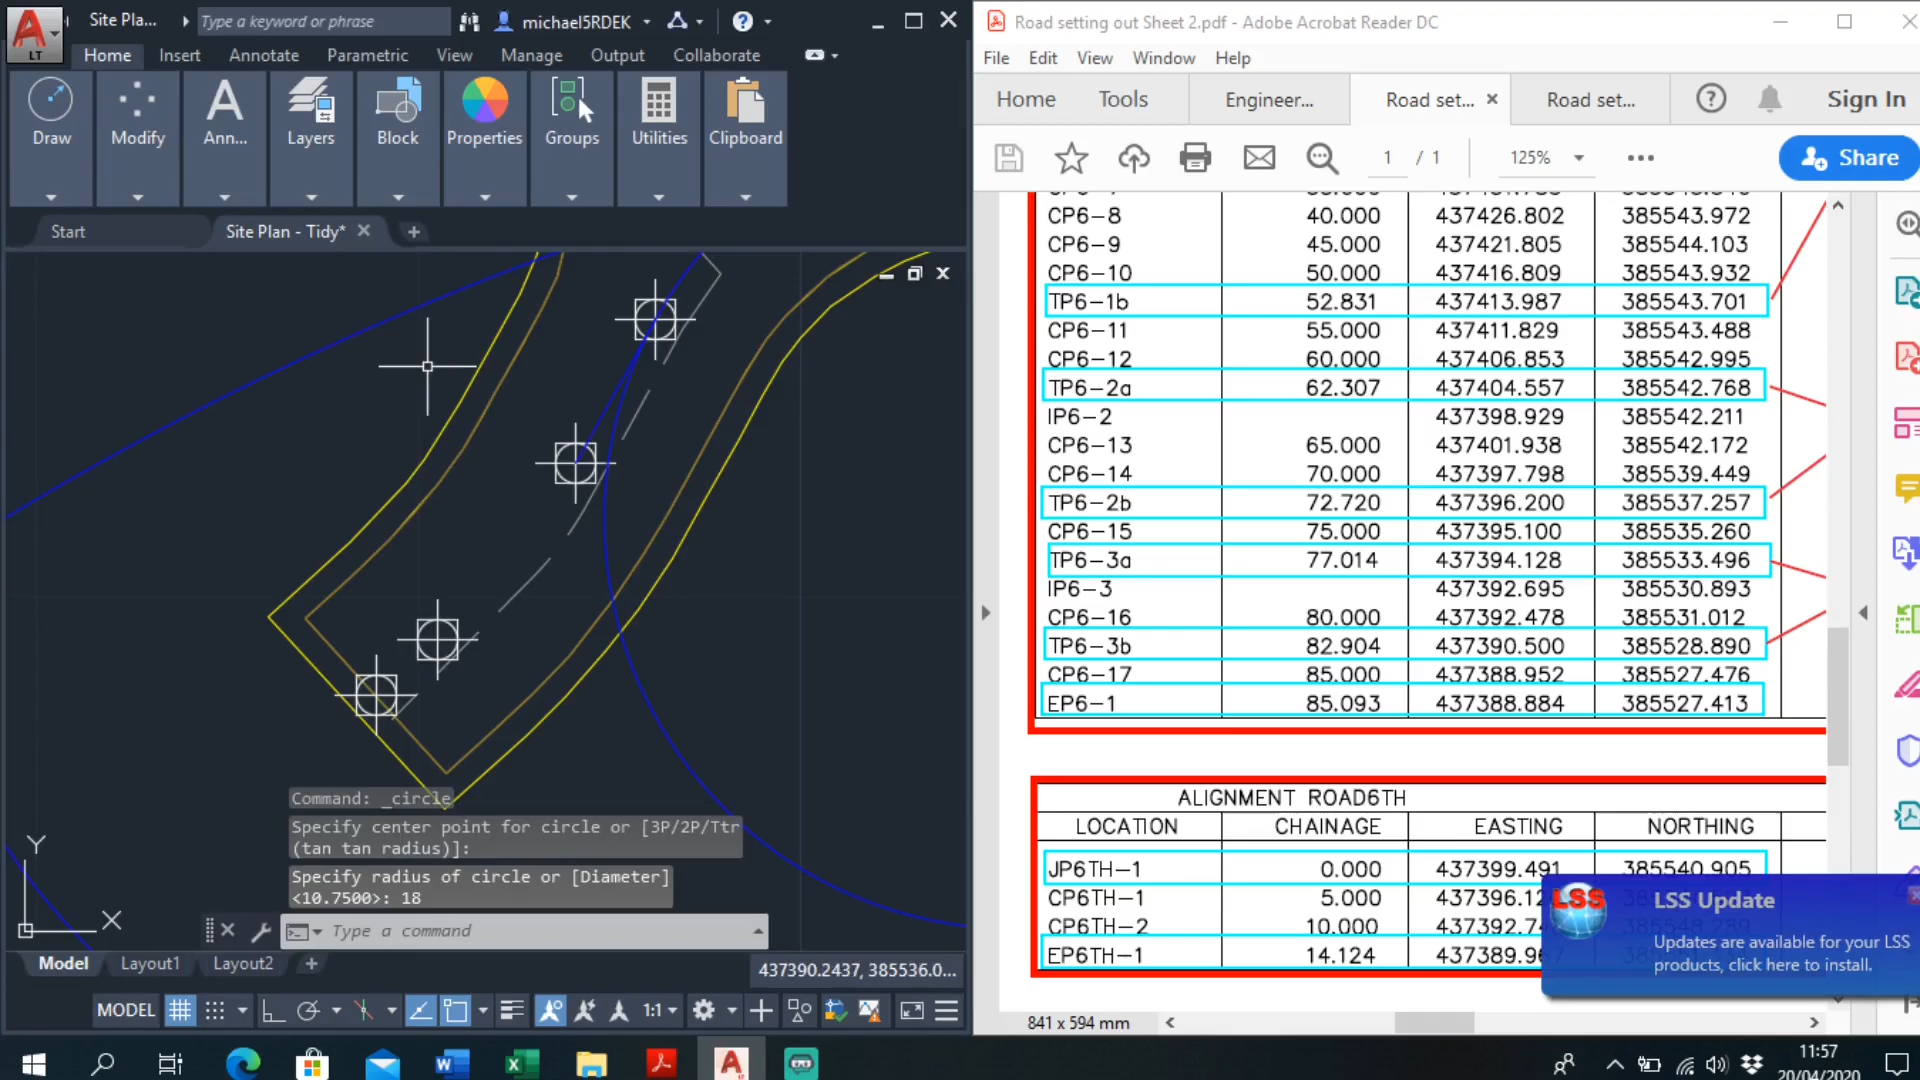 Site Pla...
Type a keyword or phrase
michael5RDEK
LT
Home Insert Annotate Parametric View Manage Output Collaborate
Draw Modify Ann... Layers Block Properties Groups Utilities Clipboard
Start Site Plan - Tidy*
Command: _circle
Specify center point for circle or [3P/2P/Ttr
(tan tan radius)]:
Specify radius of circle or [Diameter]
<10.7500>: 18
Type a command
Y
X
Model Layout1 Layout2
437390.2437, 385536.0...
MODEL 1:1
Road setting out Sheet 2.pdf - Adobe Acrobat Reader DC
File Edit View Window Help
Home Tools Engineer... Road set... Road set... Sign In
1 / 1 125% Share
CP6-8 40.000 437426.802 385543.972
CP6-9 45.000 437421.805 385544.103
CP6-10 50.000 437416.809 385543.932
TP6-1b 52.831 437413.987 385543.701
CP6-11 55.000 437411.829 385543.488
CP6-12 60.000 437406.853 385542.995
TP6-2a 62.307 437404.557 385542.768
IP6-2 437398.929 385542.211
CP6-13 65.000 437401.938 385542.172
CP6-14 70.000 437397.798 385539.449
TP6-2b 72.720 437396.200 385537.257
CP6-15 75.000 437395.100 385535.260
TP6-3a 77.014 437394.128 385533.496
IP6-3 437392.695 385530.893
CP6-16 80.000 437392.478 385531.012
TP6-3b 82.904 437390.500 385528.890
CP6-17 85.000 437388.952 385527.476
EP6-1 85.093 437388.884 385527.413
ALIGNMENT ROAD6TH
LOCATION CHAINAGE EASTING NORTHING
JP6TH-1 0.000 437399.491 385540.905
CP6TH-1 5.000
CP6TH-2 10.000
EP6TH-1 14.124
LSS
LSS Update
Updates are available for your LSS
products, click here to install.
841 x 594 mm
11:57
20/04/2020